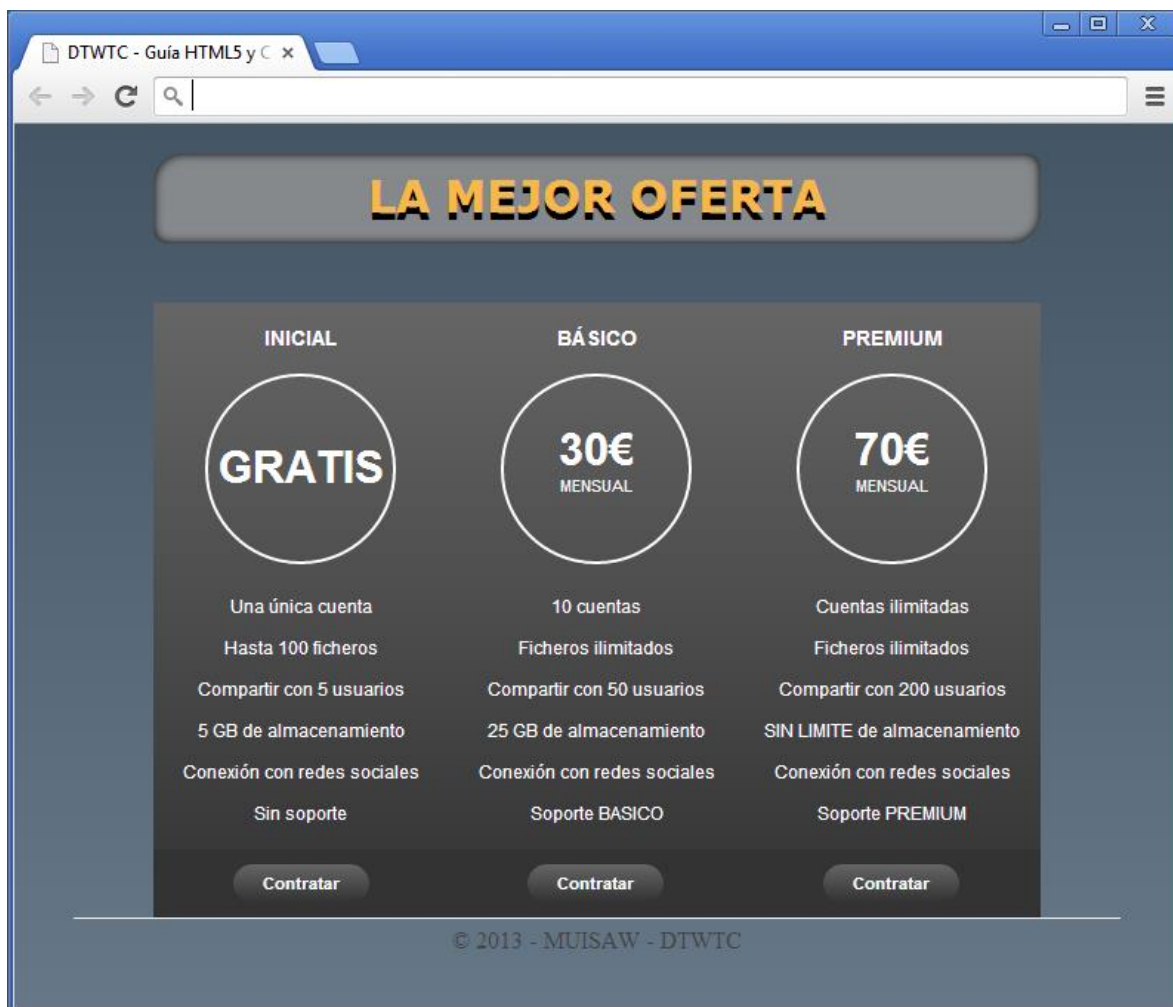 DTWTC - Guía HTML5 y C
LA MEJOR OFERTA
INICIAL
GRATIS
Una única cuenta
Hasta 100 ficheros
Compartir con 5 usuarios
5 GB de almacenamiento
Conexión con redes sociales
Sin soporte
Contratar
BÁSICO
30€
MENSUAL
10 cuentas
Ficheros ilimitados
Compartir con 50 usuarios
25 GB de almacenamiento
Conexión con redes sociales
Soporte BASICO
Contratar
PREMIUM
70€
MENSUAL
Cuentas ilimitadas
Ficheros ilimitados
Compartir con 200 usuarios
SIN LIMITE de almacenamiento
Conexión con redes sociales
Soporte PREMIUM
Contratar
© 2013 - MUISAW - DTWTC